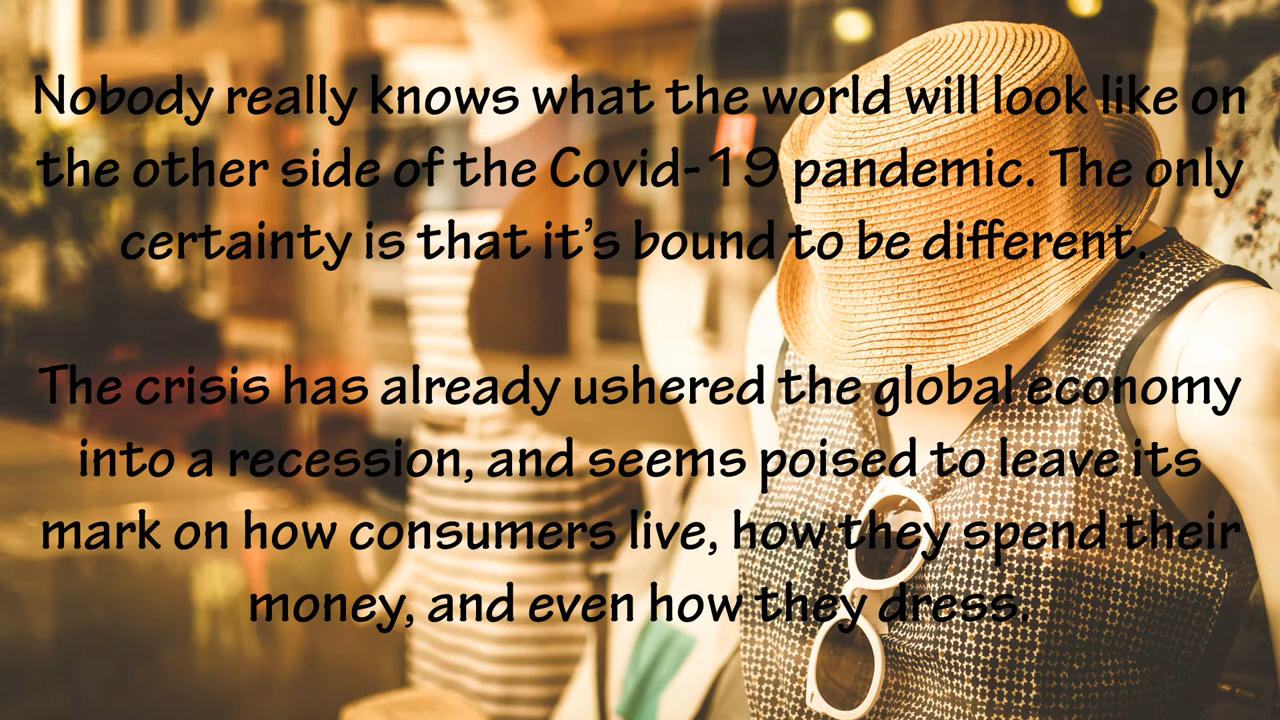 Nobody really knows what the world will look like on
the other side of the Covid-19 pandemic. The only
certainty is that it’s bound to be different.
The crisis has already ushered the global economy
into a recession, and seems poised to leave its
mark on how consumers live, how they spend their
money, and even how they dress.